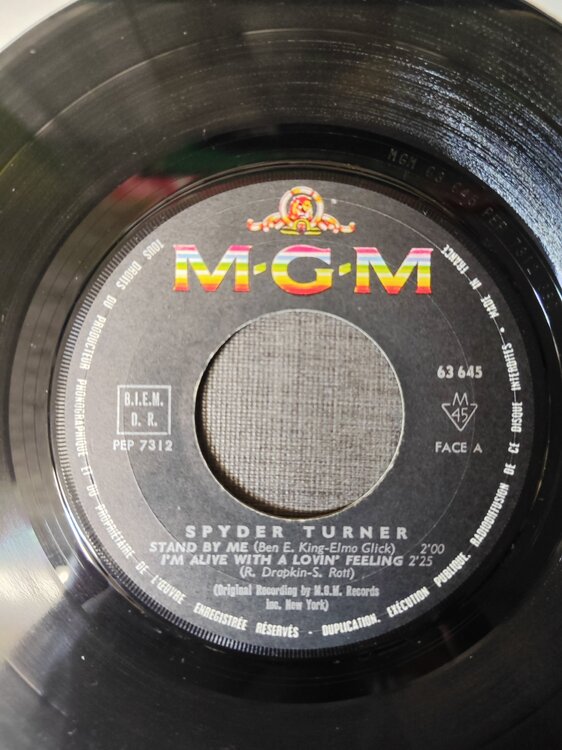 M·G·M
63 645
M
45
FACE A
B.I.E.M.
D. R.
PEP 7312
SPYDER TURNER
STAND BY ME (Ben E. King-Elmo Glick) 2'00
I'M ALIVE WITH A LOVIN' FEELING 2'25
(R. Drapkin-S. Rott)
(Original Recording by M.G.M. Records
Inc. New York)
TOUS DROITS DU PRODUCTEUR PHONOGRAPHIQUE ET DU PROPRIÉTAIRE DE L'ŒUVRE ENREGISTRÉE RÉSERVÉS - DUPLICATION, EXÉCUTION PUBLIQUE, RADIODIFFUSION DE CE DISQUE INTERDITES • MADE IN FRANCE